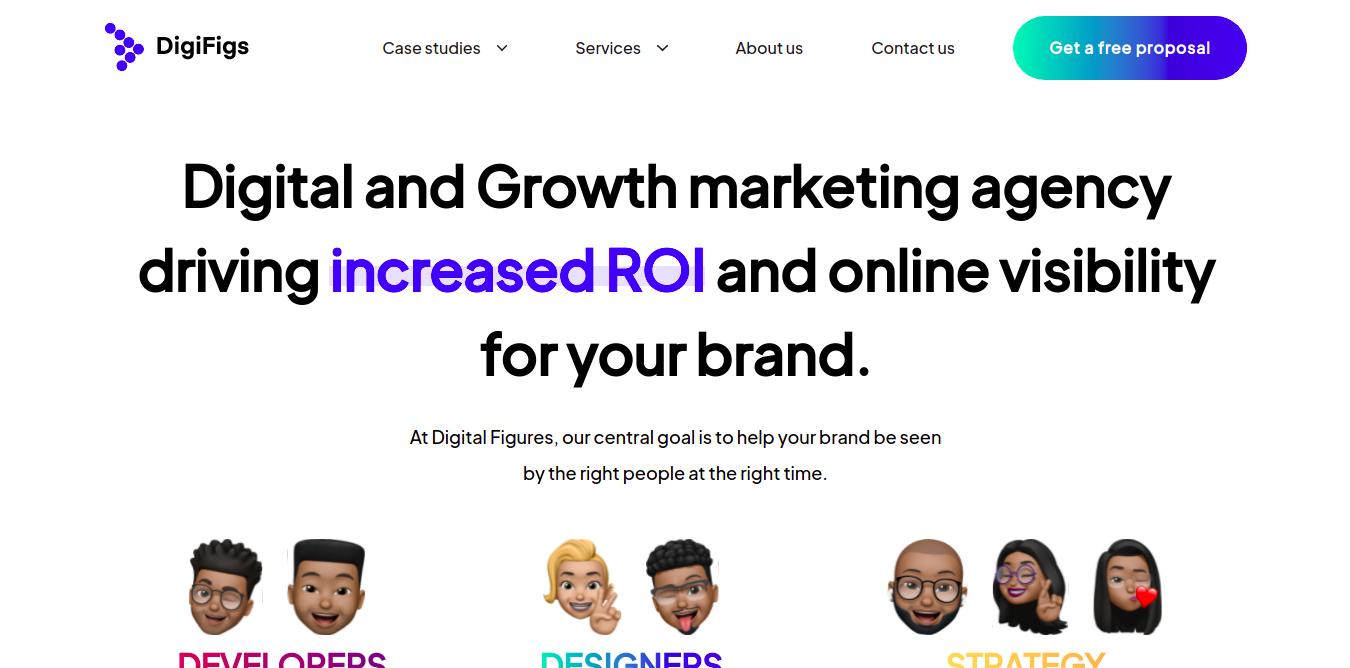 DigiFigs
Case studies
Services
About us
Contact us
Get a free proposal
Digital and Growth marketing agency
driving increased ROI and online visibility
for your brand.
At Digital Figures, our central goal is to help your brand be seen
by the right people at the right time.
DEVELOPERS
DESIGNERS
STRATEGY